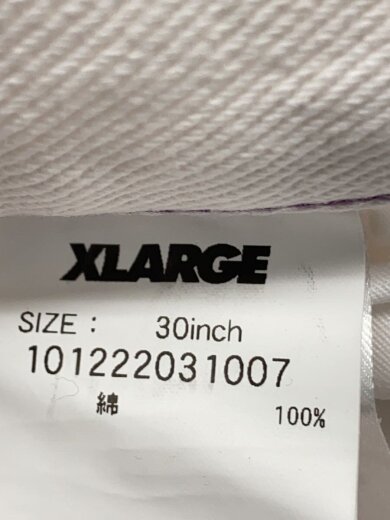 XLARGE
SIZE : 30inch
101222031007
綿 100%